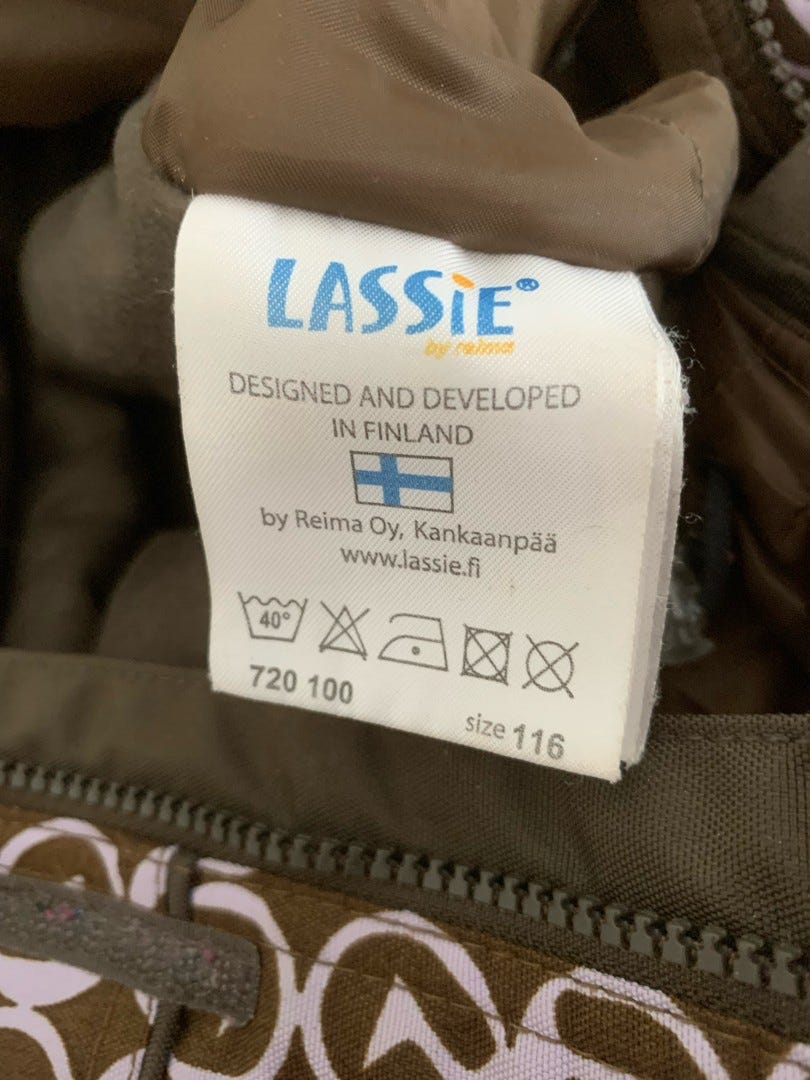 LASSiE®
DESIGNED AND DEVELOPED
IN FINLAND
by Reima Oy, Kankaanpää
www.lassie.fi
40°
720 100
size 116